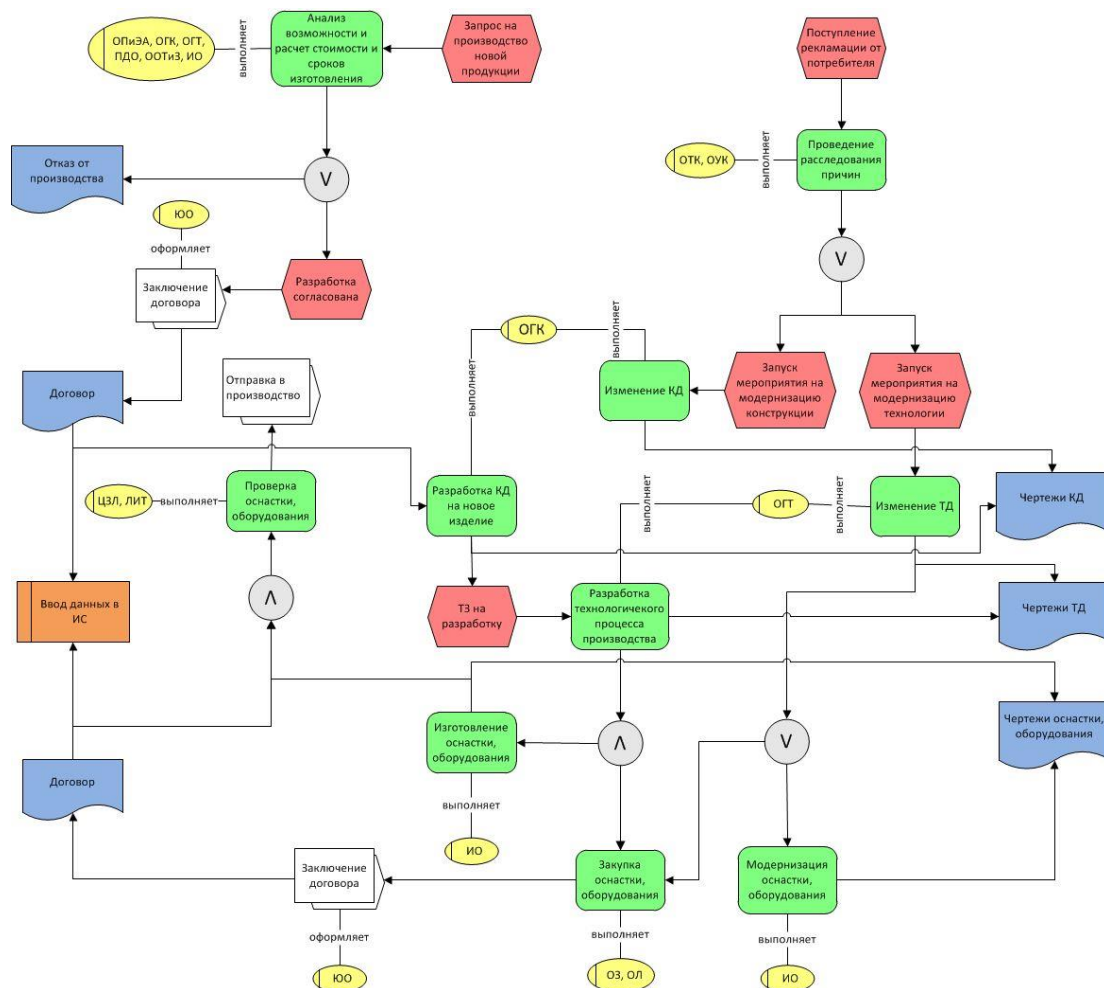 ОПиЭА, ОГК, ОГТ,
ПДО, ООТиЗ, ИО
выполняет
Анализ
возможности и
расчет стоимости и
сроков
изготовления
Запрос на
производство
новой
продукции
Поступление
рекламации от
потребителя
ОТК, ОУК
выполняет
Проведение
расследования
причин
Отказ от
производства
V
ЮО
оформляет
Заключение
договора
Разработка
согласована
V
ОГК
выполняет
выполняет
Изменение КД
Запуск
мероприятия на
модернизацию
конструкции
Запуск
мероприятия на
модернизацию
технологии
Договор
Отправка в
производство
ЦЗЛ, ЛИТ
выполняет
Проверка
оснастки,
оборудования
Разработка КД
на новое
изделие
выполняет
ОГТ
выполняет
Изменение ТД
Чертежи КД
Ввод данных в
ИС
Λ
ТЗ на
разработку
Разработка
технологичекого
процесса
производства
Чертежи ТД
Изготовление
оснастки,
оборудования
Λ
V
Чертежи оснастки,
оборудования
Договор
выполняет
ИО
Заключение
договора
Закупка
оснастки,
оборудования
Модернизация
оснастки,
оборудования
оформляет
выполняет
выполняет
ЮО
ОЗ, ОЛ
ИО